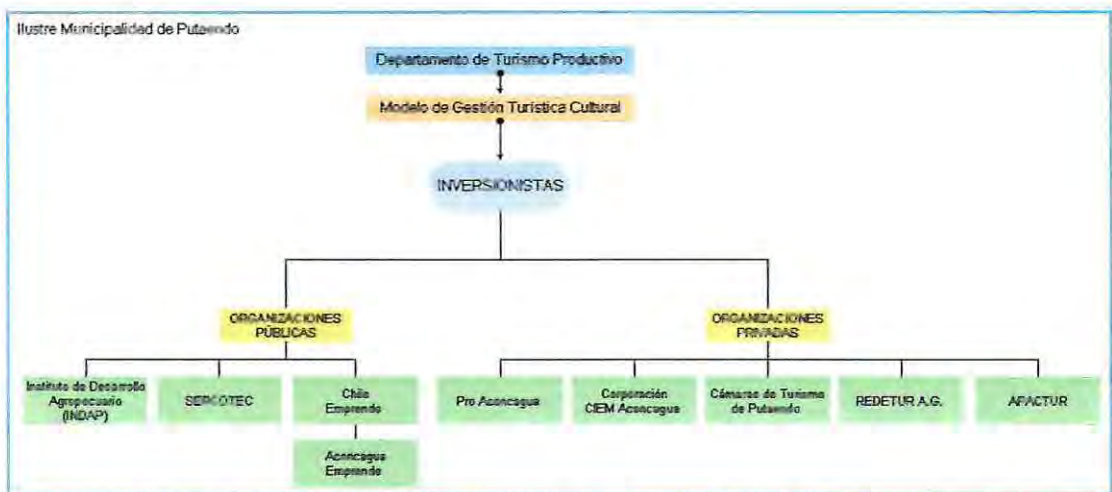 Ilustre Municipalidad de Putaendo
Departamento de Turismo Productivo
Modelo de Gestión Turística Cultural
INVERSIONISTAS
ORGANIZACIONES
PÚBLICAS
ORGANIZACIONES
PRIVADAS
Instituto de Desarrollo
Agropecuario
(INDAP)
SERCOTEC
Chile
Emprende
Pro Aconcagua
Corporación
CIEM Aconcagua
Cámaras de Turismo
de Putaendo
REDETUR A.G.
APACTUR
Aconcagua
Emprende